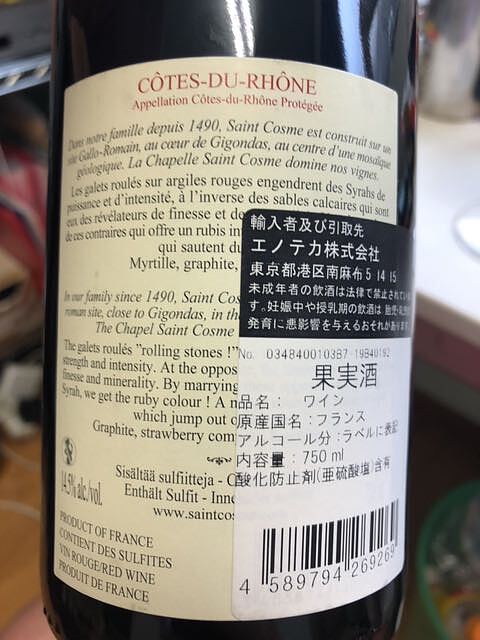 CÔTES-DU-RHÔNE
Appellation Côtes-du-Rhône Protégée
Dans notre famille depuis 1490, Saint Cosme est construit sur un
site Gallo-Romain, au cœur de Gigondas, au centre d'une mosaïque
géologique. La Chapelle Saint Cosme domine nos vignes.
Les galets roulés sur argiles rouges engendrent des Syrahs de
puissance et d'intensité, à l'inverse des sables calcaires qui sont
eux des révélateurs de finesse et de
de ces contraires qui offre un rubis in
qui sautent du
Myrtille, graphite,
In our family since 1490, Saint Cos
roman site, close to Gigondas, in th
The Chapel Saint Cosme
The galets roulés "rolling stones !"
strength and intensity. At the oppos
finesse and minerality. By marrying
Syrah, we get the ruby colour ! A n
which jump out o
Graphite, strawberry com
14.5% alc./vol.
Sisältää sulfiitteja - C
Enthält Sulfit - Inne
www.saintcos
PRODUCT OF FRANCE
CONTIENT DES SULFITES
VIN ROUGE/RED WINE
PRODUIT DE FRANCE
輸入者及び引取先
エノテカ株式会社
東京都港区南麻布 5 14 15
未成年者の飲酒は法律で禁止されてい
す。妊娠中や授乳期の飲酒は 胎児・乳
発育に悪影響を与えるおそれがあります
No. 034840010387-19840192
果実酒
品名: ワイン
原産国名:フランス
アルコール分:ラベルに表記
内容量:750 ml
酸化防止剤(亜硫酸塩)含有
4 589794 269269